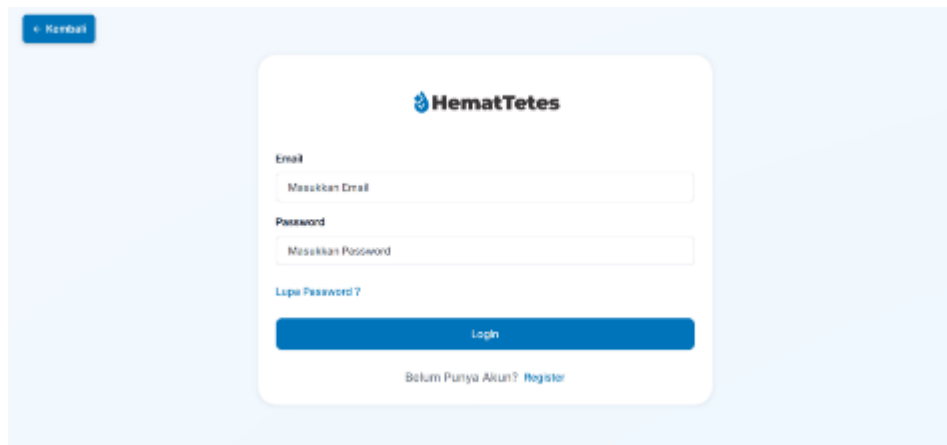 ← Kembali
HematTetes
Email
Masukkan Email
Password
Masukkan Password
Lupa Password ?
Login
Belum Punya Akun? Register